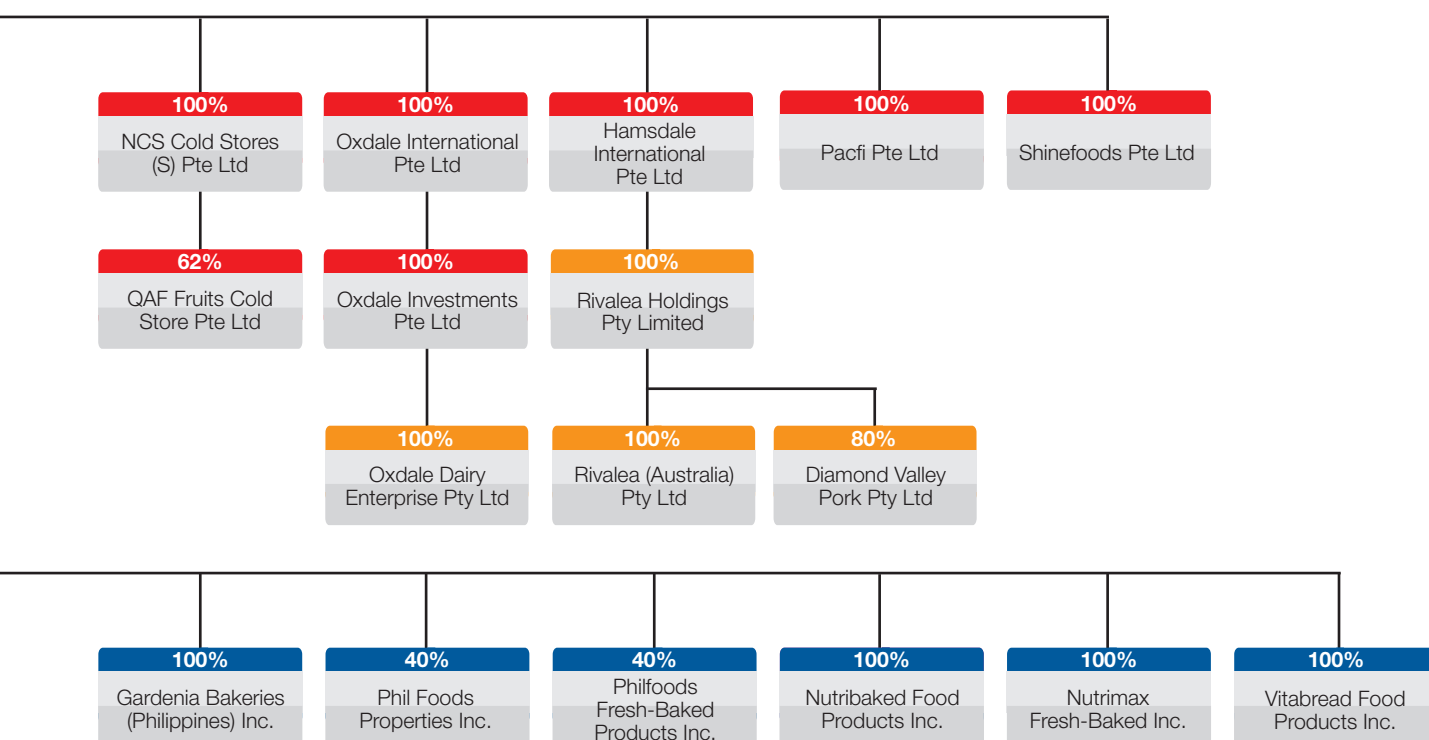 100%
NCS Cold Stores
(S) Pte Ltd
100%
Oxdale International
Pte Ltd
100%
Hamsdale
International
Pte Ltd
100%
Pacfi Pte Ltd
100%
Shinefoods Pte Ltd
62%
QAF Fruits Cold
Store Pte Ltd
100%
Oxdale Investments
Pte Ltd
100%
Rivalea Holdings
Pty Limited
100%
Oxdale Dairy
Enterprise Pty Ltd
100%
Rivalea (Australia)
Pty Ltd
80%
Diamond Valley
Pork Pty Ltd
100%
Gardenia Bakeries
(Philippines) Inc.
40%
Phil Foods
Properties Inc.
40%
Philfoods
Fresh-Baked
Products Inc.
100%
Nutribaked Food
Products Inc.
100%
Nutrimax
Fresh-Baked Inc.
100%
Vitabread Food
Products Inc.